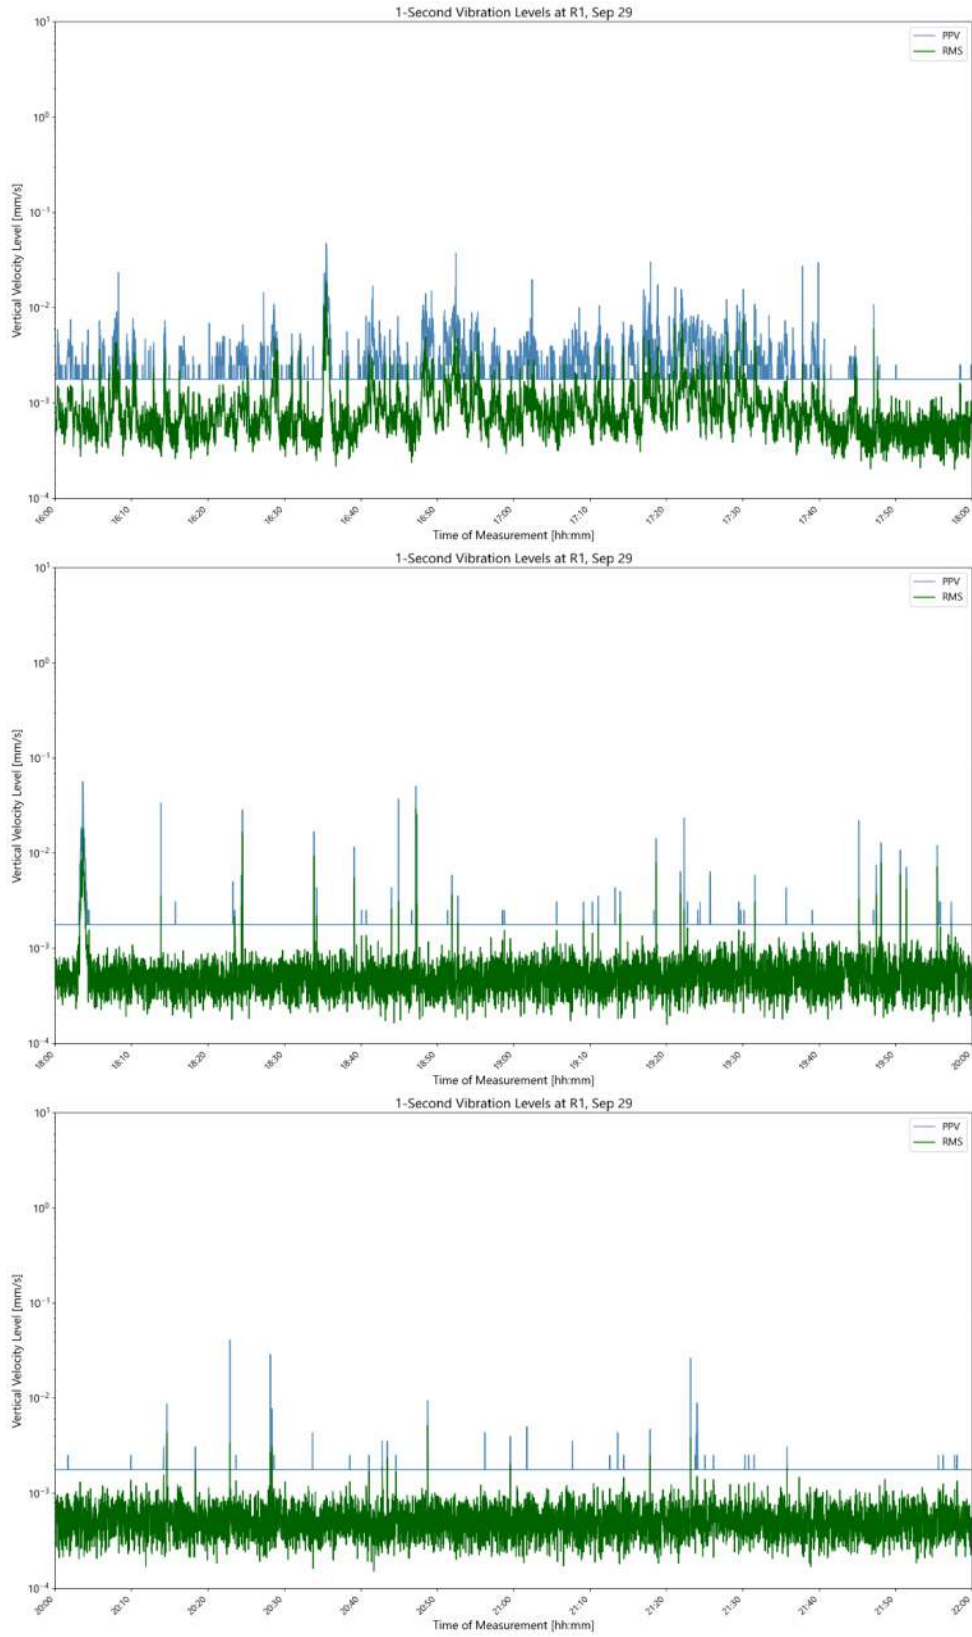 1-Second Vibration Levels at R1, Sep 29
PPV
RMS
Vertical Velocity Level [mm/s]
10¹
10⁰
10⁻¹
10⁻²
10⁻³
10⁻⁴
16:00 16:10 16:20 16:30 16:40 16:50 17:00 17:10 17:20 17:30 17:40 17:50 18:00
Time of Measurement [hh:mm]
1-Second Vibration Levels at R1, Sep 29
PPV
RMS
Vertical Velocity Level [mm/s]
10¹
10⁰
10⁻¹
10⁻²
10⁻³
10⁻⁴
18:00 18:10 18:20 18:30 18:40 18:50 19:00 19:10 19:20 19:30 19:40 19:50 20:00
Time of Measurement [hh:mm]
1-Second Vibration Levels at R1, Sep 29
PPV
RMS
Vertical Velocity Level [mm/s]
10¹
10⁰
10⁻¹
10⁻²
10⁻³
10⁻⁴
20:00 20:10 20:20 20:30 20:40 20:50 21:00 21:10 21:20 21:30 21:40 21:50 22:00
Time of Measurement [hh:mm]